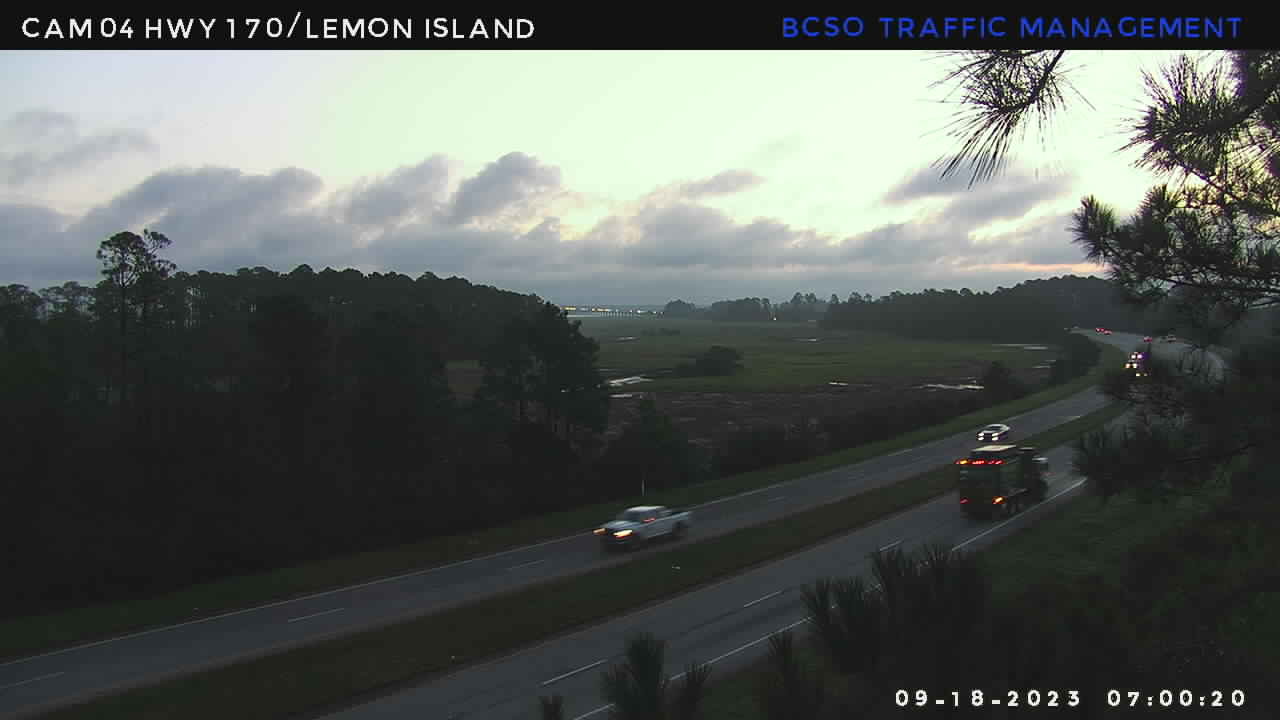 CAM04 HWY 170/LEMON ISLAND
BCSO TRAFFIC MANAGEMENT
09-18-2023 07:00:20